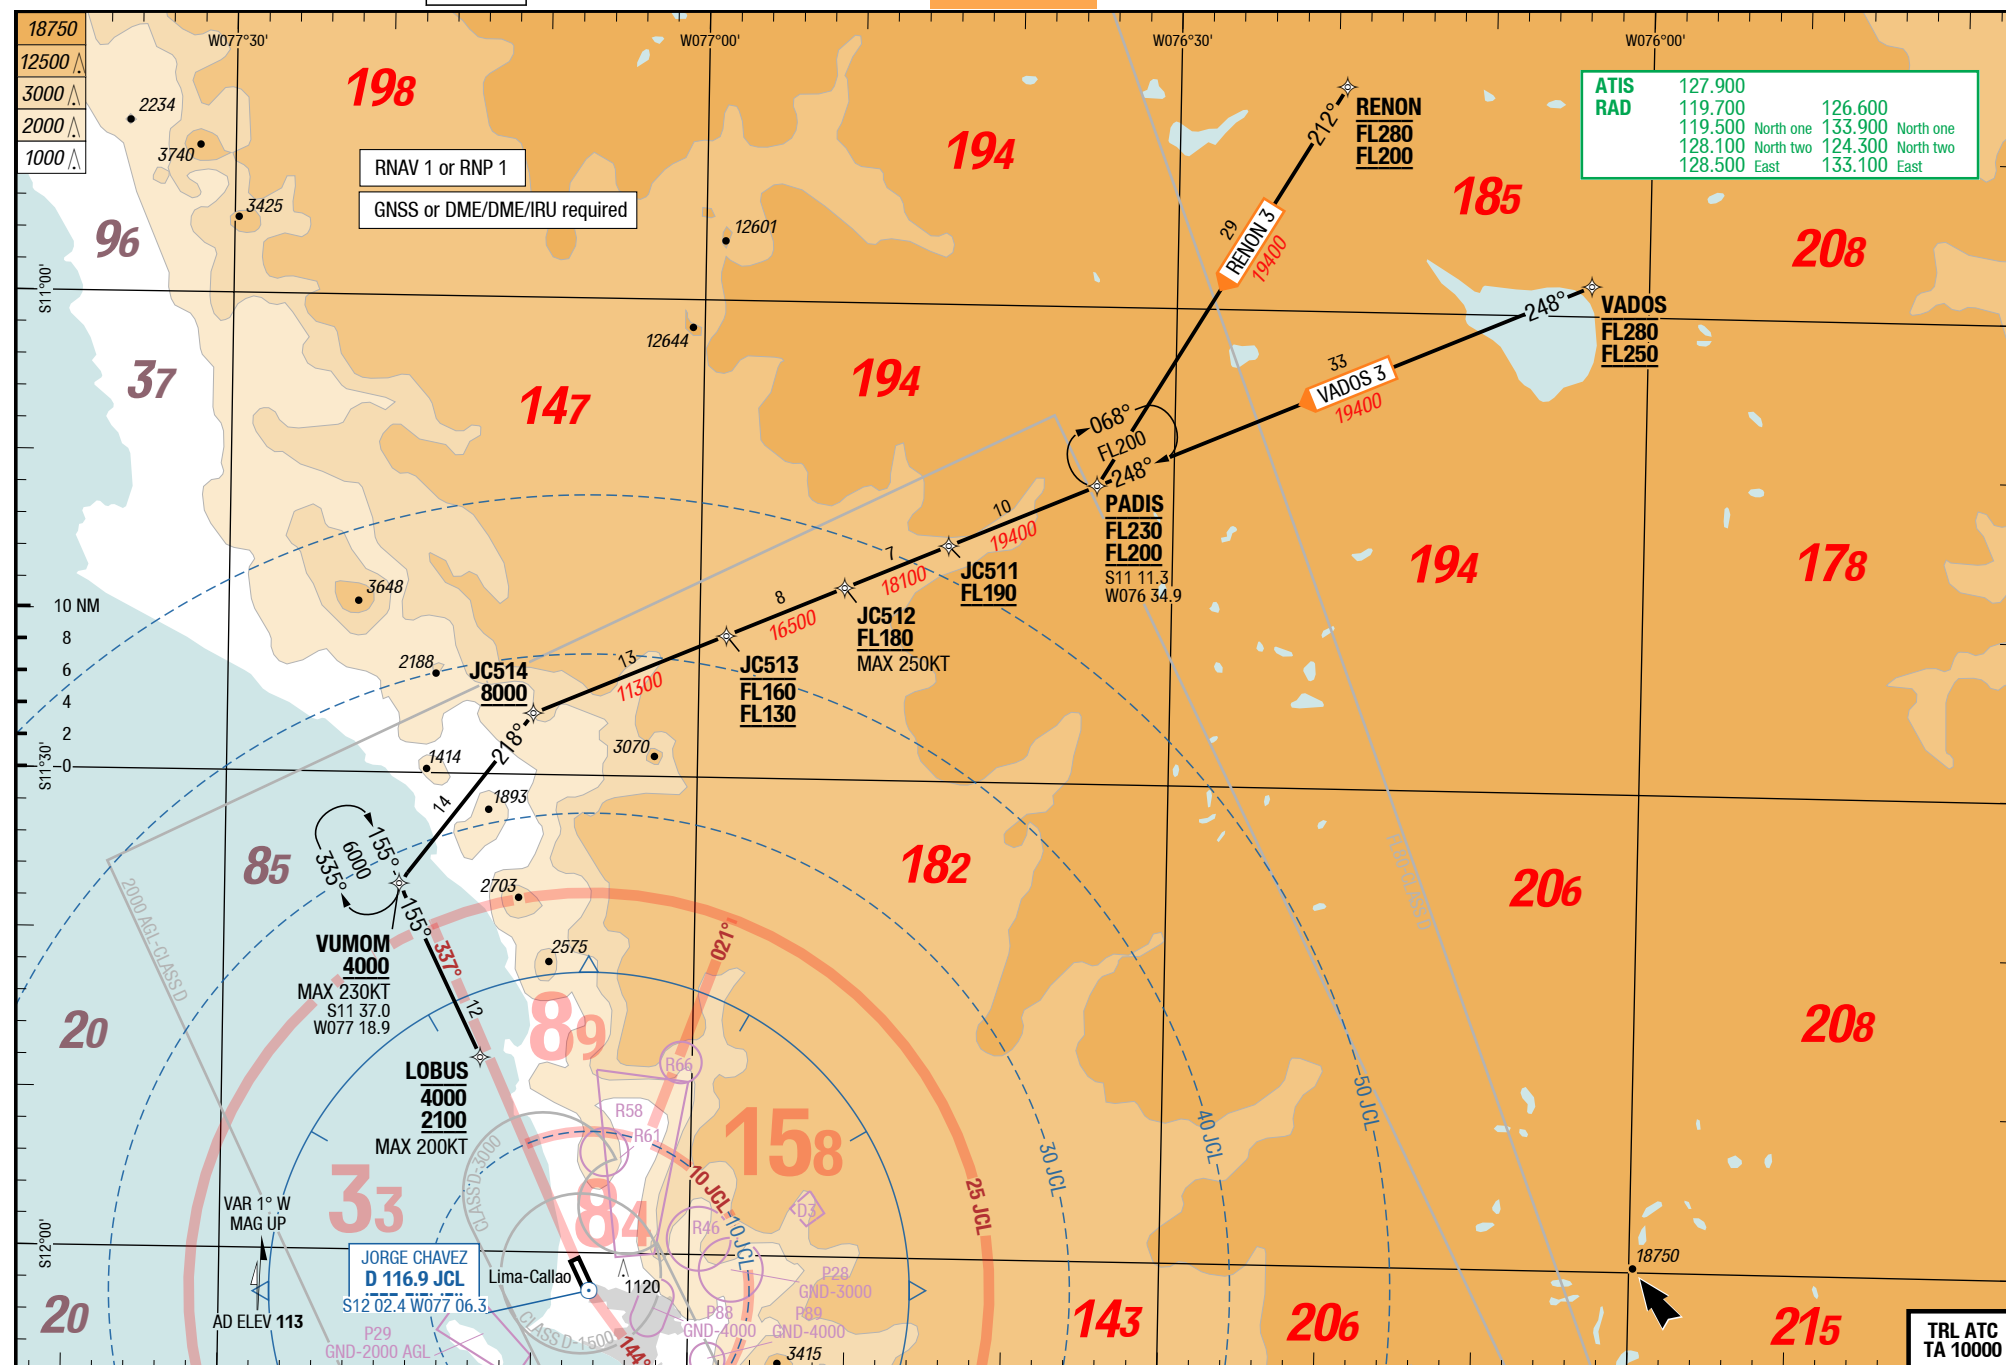 18750
12500
3000
2000
1000
W077°30'
W077°00'
W076°30'
W076°00'
198
194
185
208
96
37
147
194
194
178
182
206
208
85
20
20
33
89
84
158
143
206
215
2234
3740
3425
12601
12644
3648
2188
1414
1893
3070
2703
2575
1120
3415
18750
RNAV 1 or RNP 1
GNSS or DME/DME/IRU required
ATIS 127.900
RAD 119.700 126.600
119.500 North one 133.900 North one
128.100 North two 124.300 North two
128.500 East 133.100 East
RENON
FL280
FL200
212°
29
RENON 3
19400
VADOS
FL280
FL250
248°
33
VADOS 3
19400
068°
FL200
248°
PADIS
FL230
FL200
S11 11.3
W076 34.9
10
19400
JC511
FL190
7
18100
JC512
FL180
MAX 250KT
8
16500
JC513
FL160
FL130
13
11300
JC514
8000
218°
14
155°
6000
335°
155°
VUMOM
4000
MAX 230KT
S11 37.0
W077 18.9
337°
12
LOBUS
4000
2100
MAX 200KT
S11°00'
S11°30'
S12°00'
10 NM
8
6
4
2
0
2000 AGL-CLASS D
FL80-CLASS D
CLASS D-3000
CLASS D-1500
021°
144°
10 JCL
10 JCL
25 JCL
30 JCL
40 JCL
50 JCL
R66
R58
R61
R46
D3
P28
GND-3000
P88
GND-4000
P89
GND-4000
P29
GND-2000 AGL
VAR 1° W
MAG UP
AD ELEV 113
JORGE CHAVEZ
D 116.9 JCL
S12 02.4 W077 06.3
Lima-Callao
TRL ATC
TA 10000